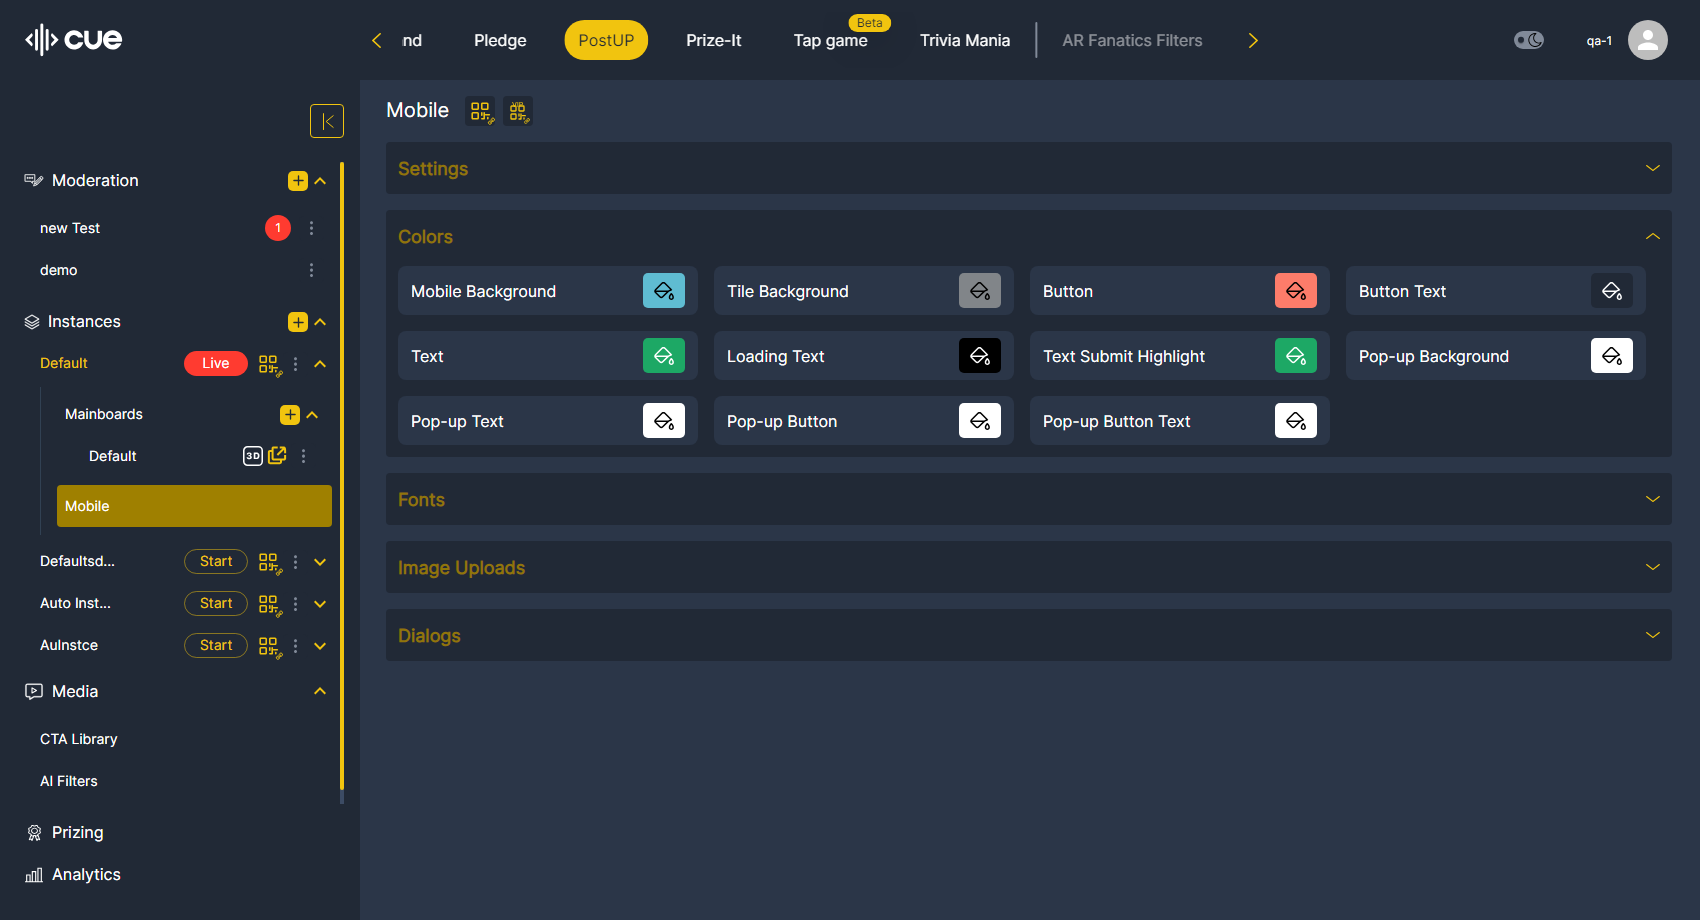 cue
nd
Pledge
PostUP
Prize-It
Beta
Tap game
Trivia Mania
AR Fanatics Filters
qa-1
Moderation
new Test
1
demo
Instances
Default
Live
Mainboards
Default
3D
Mobile
Defaultsd...
Start
Auto Inst...
Start
AuInstce
Start
Media
CTA Library
AI Filters
Prizing
Analytics
Mobile
Settings
Colors
Mobile Background
Tile Background
Button
Button Text
Text
Loading Text
Text Submit Highlight
Pop-up Background
Pop-up Text
Pop-up Button
Pop-up Button Text
Fonts
Image Uploads
Dialogs